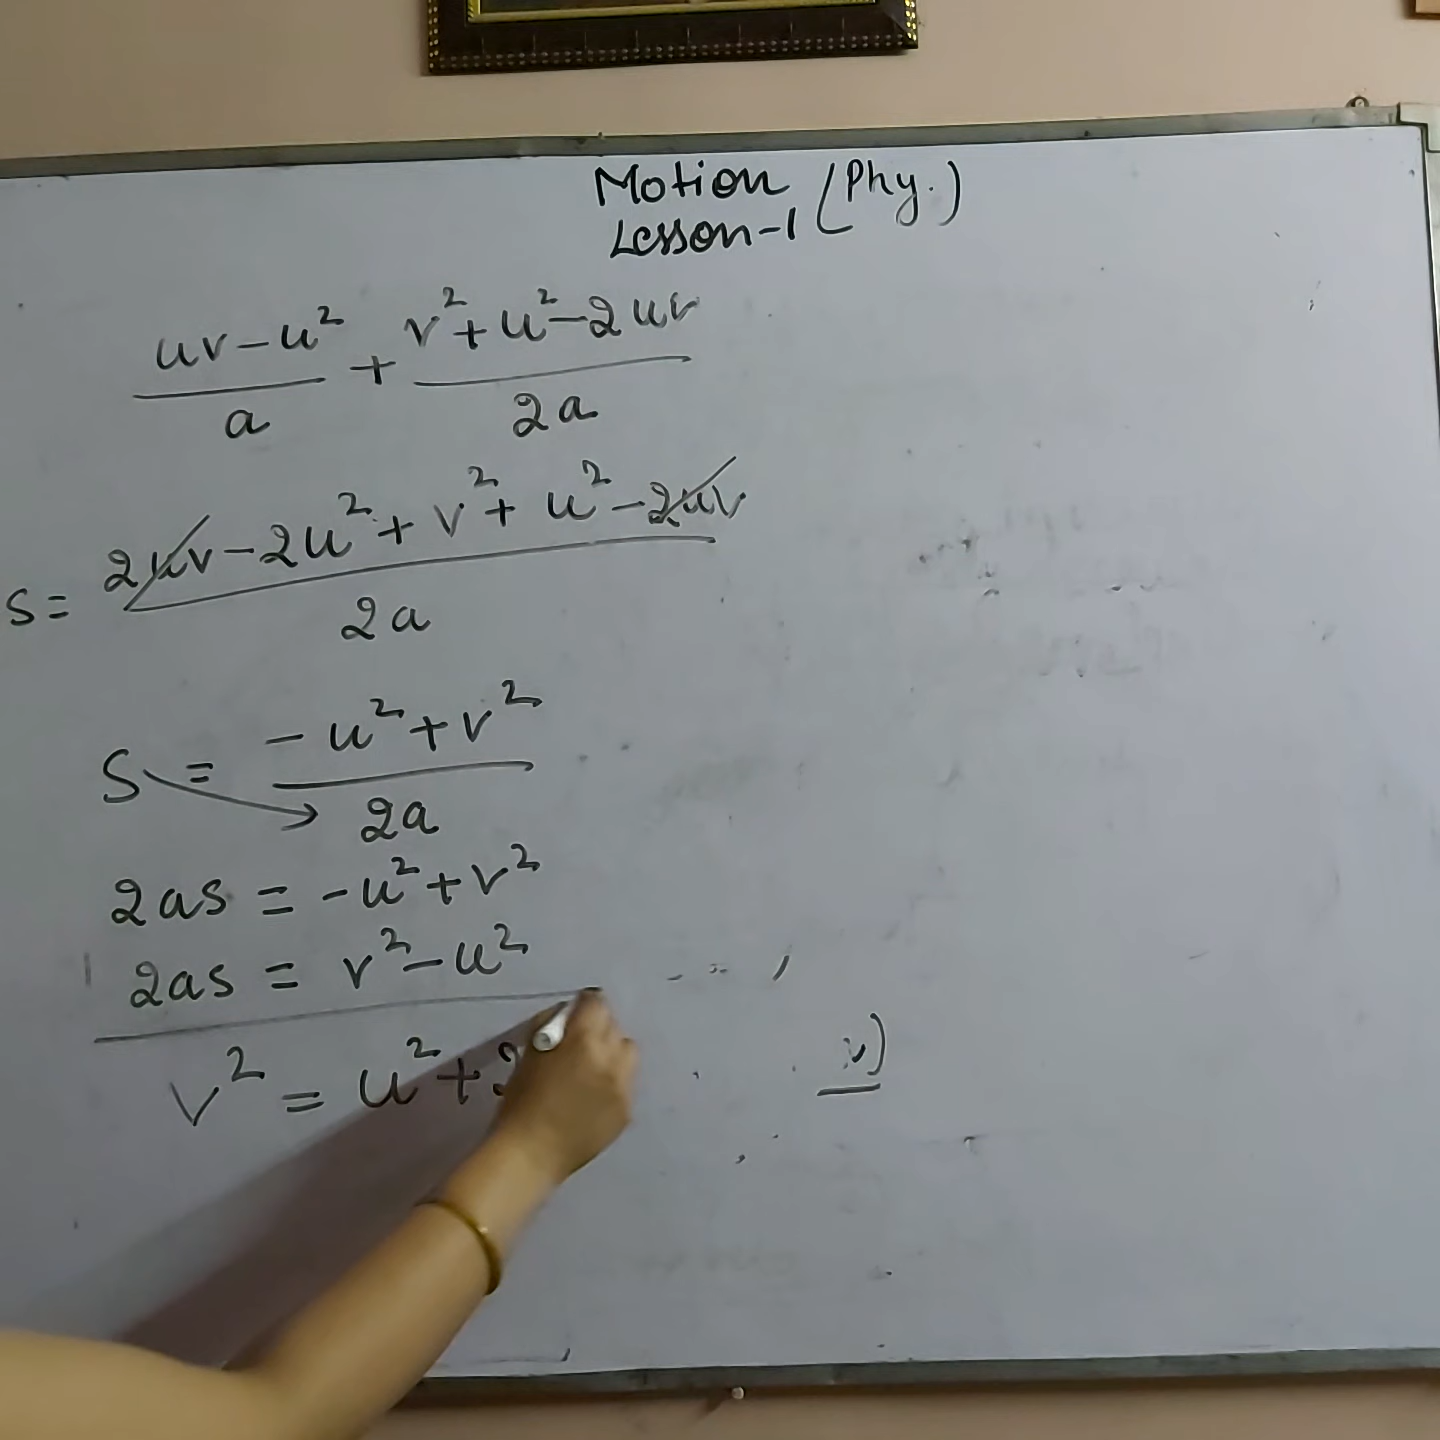 Motion (Phy.)
Lesson-1
uv-u²/a + v²+u²-2uv/2a
S = 2uv-2u²+v²+u²-2uv/2a
S = -u²+v²/2a
2as = -u²+v²
2as = v²-u²
v² = u²+2